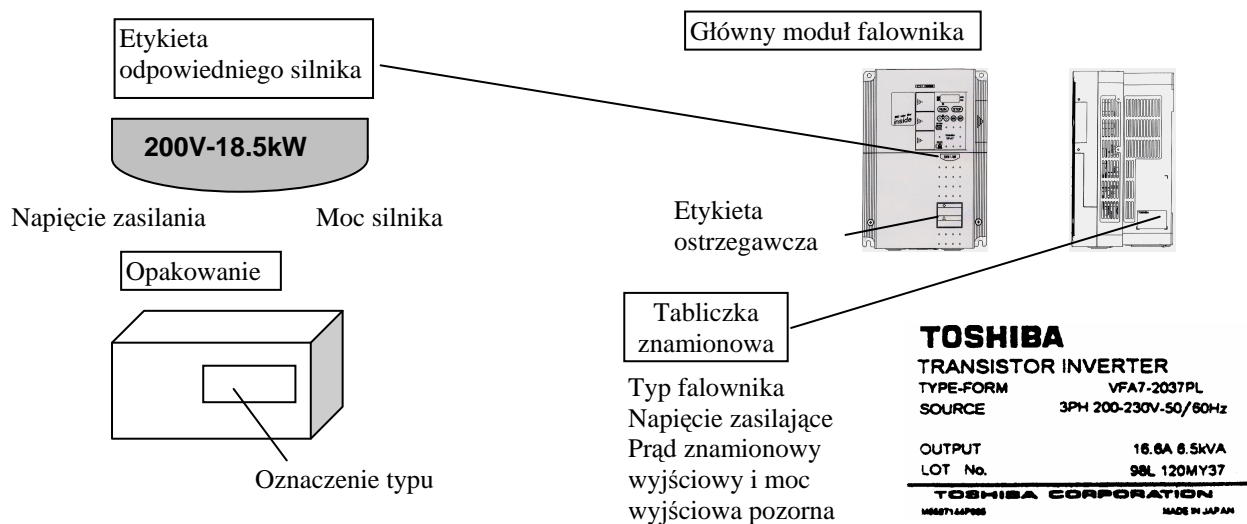 Etykieta
odpowiedniego silnika
200V-18.5kW
Napięcie zasilania
Moc silnika
Opakowanie
Oznaczenie typu
Główny moduł falownika
inside
Etykieta
ostrzegawcza
Tabliczka
znamionowa
Typ falownika
Napięcie zasilające
Prąd znamionowy
wyjściowy i moc
wyjściowa pozorna
TOSHIBA
TRANSISTOR INVERTER
TYPE-FORM VFA7-2037PL
SOURCE 3PH 200-230V-50/60Hz
OUTPUT 16.6A 6.5kVA
LOT No. 98L 120MY37
TOSHIBA CORPORATION
MADE IN JAPAN